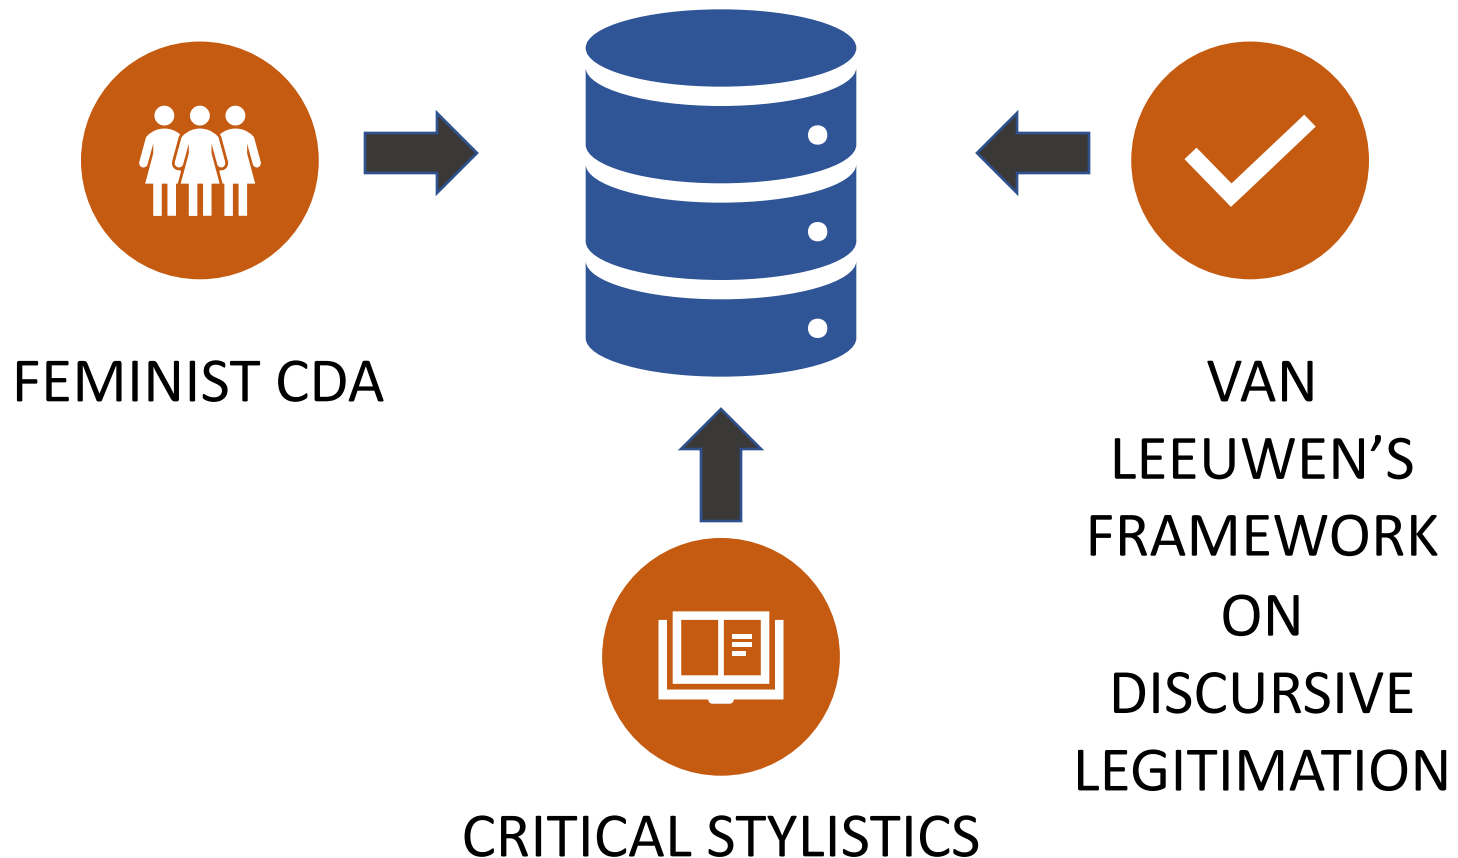 FEMINIST CDA
VAN
LEEUWEN’S
FRAMEWORK
ON
DISCURSIVE
LEGITIMATION
CRITICAL STYLISTICS